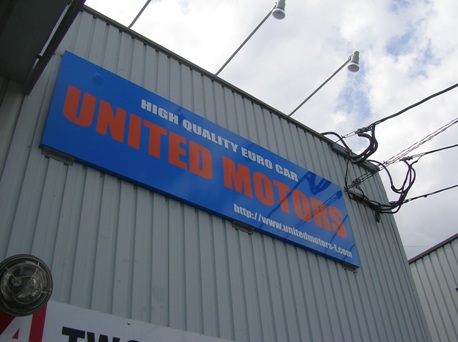 HIGH QUALITY EURO CAR
UNITED MOTORS
http://www.unitedmotors-f.com